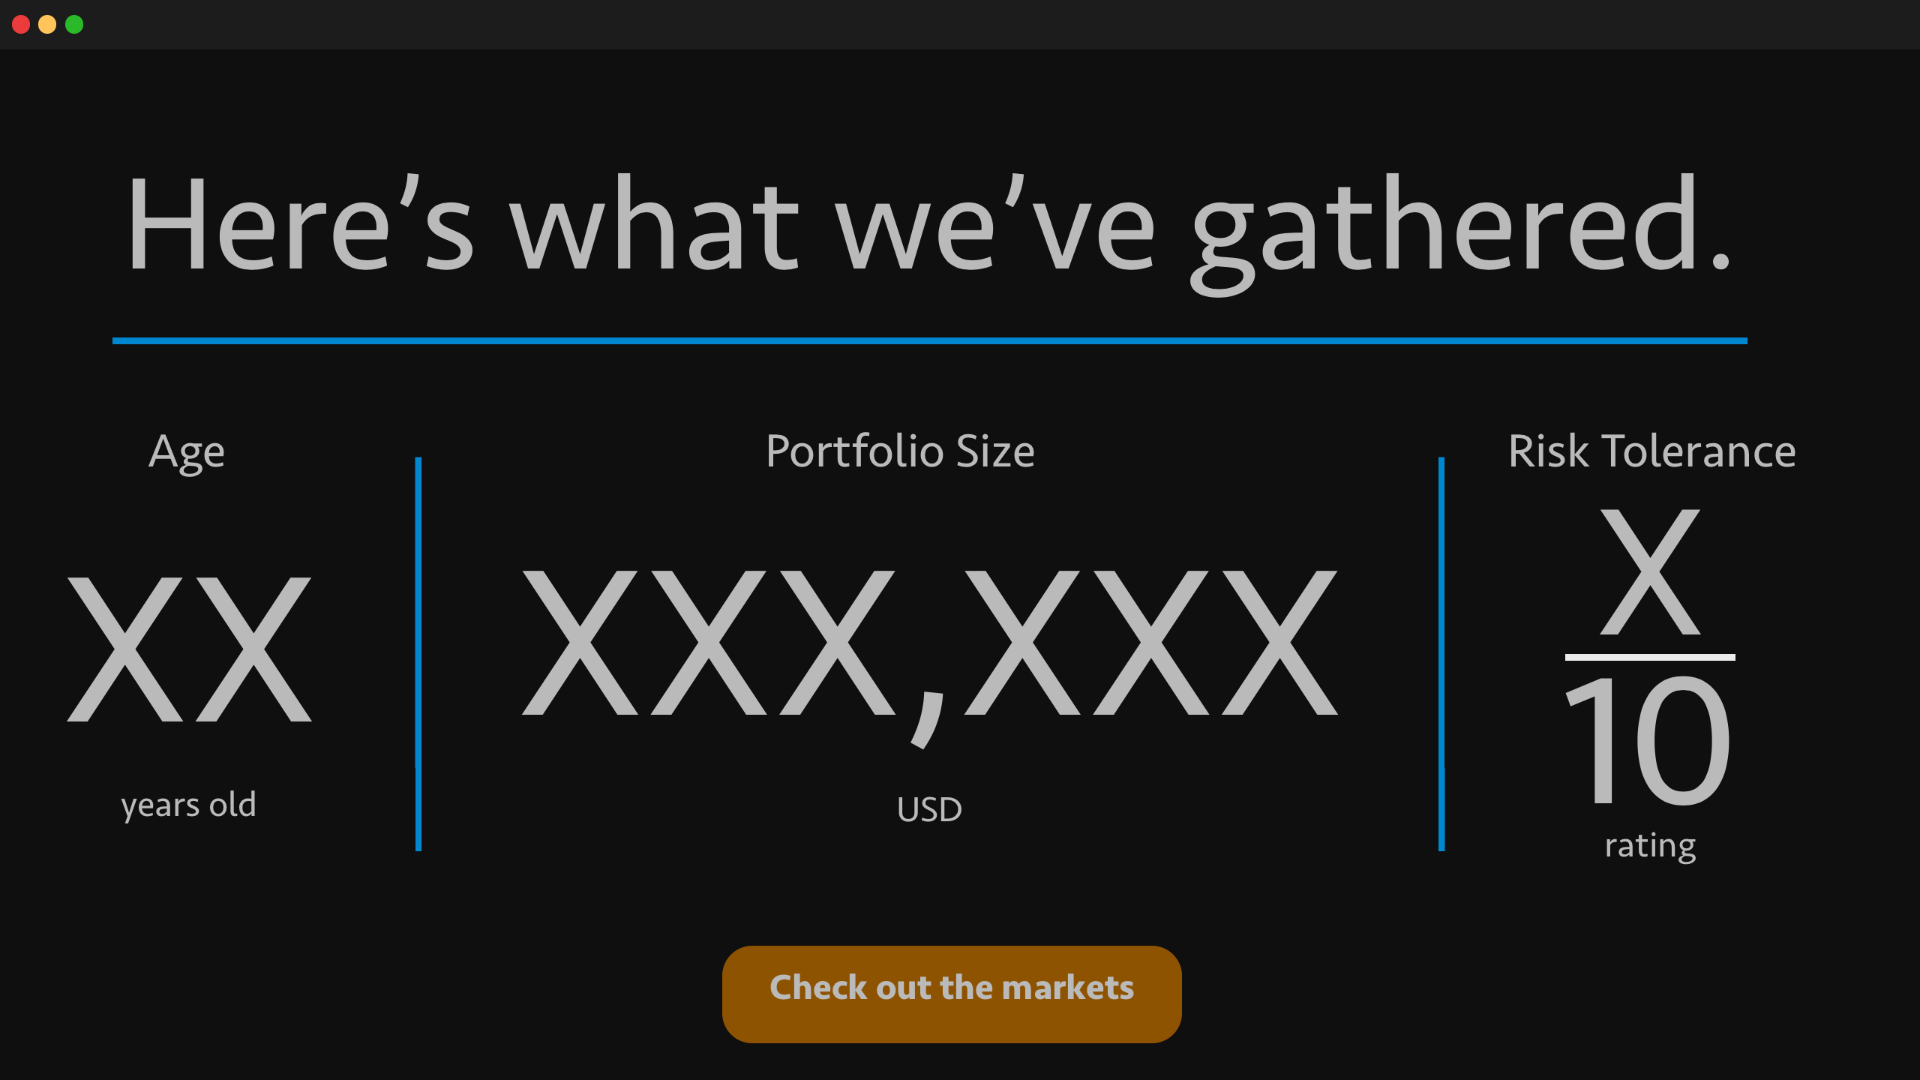 Here’s what we’ve gathered.
Age
Portfolio Size
Risk Tolerance
XX
XXX,XXX
X
10
years old
USD
rating
Check out the markets